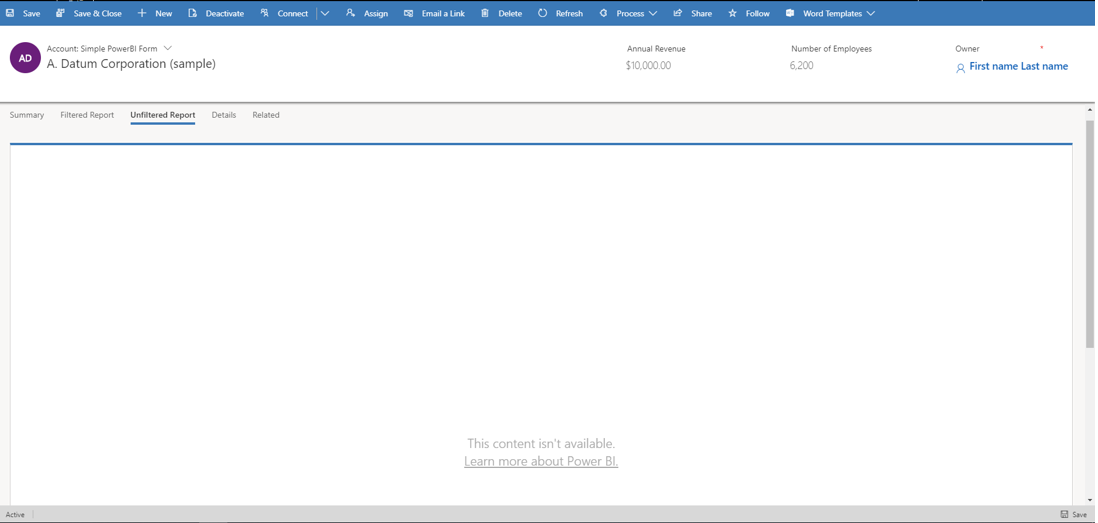 Save Save & Close New Deactivate Connect Assign Email a Link Delete Refresh Process Share Follow Word Templates
AD
Account: Simple PowerBI Form
A. Datum Corporation (sample)
Annual Revenue
$10,000.00
Number of Employees
6,200
Owner *
First name Last name
Summary Filtered Report Unfiltered Report Details Related
This content isn't available.
Learn more about Power BI.
Active Save